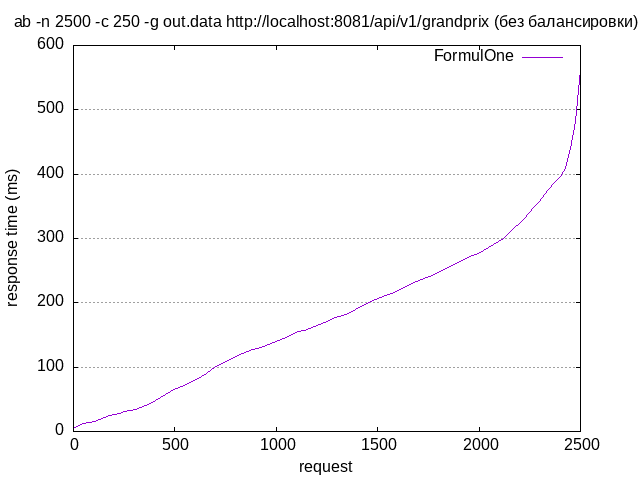 ab -n 2500 -c 250 -g out.data http://localhost:8081/api/v1/grandprix (без балансировки)
600
FormulOne
500
400
300
200
100
0
response time (ms)
0 500 1000 1500 2000 2500
request